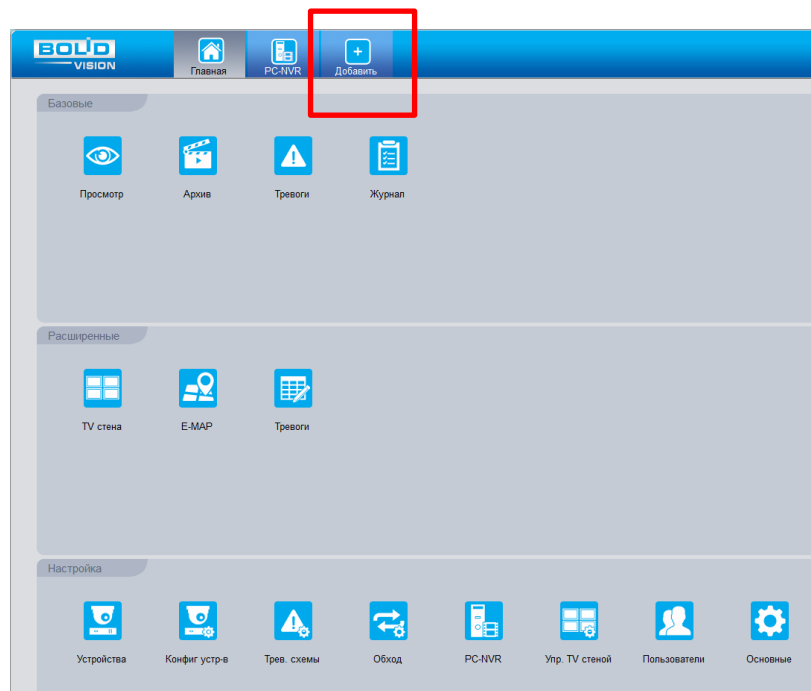 BOLID
VISION
Главная
PC-NVR
Добавить
Базовые
Просмотр
Архив
Тревоги
Журнал
Расширенные
TV стена
E-MAP
Тревоги
Настройка
Устройства
Конфиг устр-в
Трев. схемы
Обход
PC-NVR
Упр. TV стеной
Пользователи
Основные